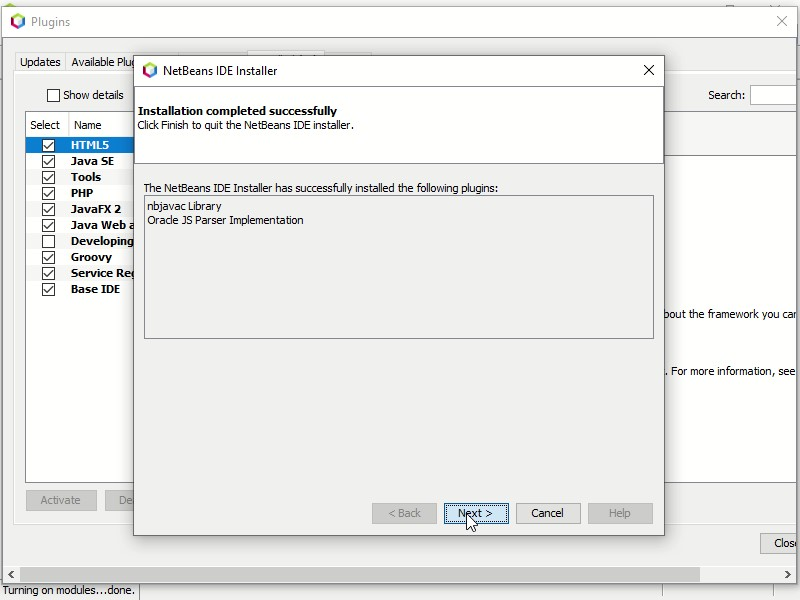 Plugins
Updates
Available Plug
NetBeans IDE Installer
Show details
Search:
Installation completed successfully
Click Finish to quit the NetBeans IDE installer.
Select
Name
HTML5
Java SE
Tools
PHP
JavaFX 2
Java Web a
Developing
Groovy
Service Reg
Base IDE
The NetBeans IDE Installer has successfully installed the following plugins:
nbjavac Library
Oracle JS Parser Implementation
bout the framework you can
. For more information, see
Activate
De
< Back
Next >
Cancel
Help
Close
Turning on modules...done.